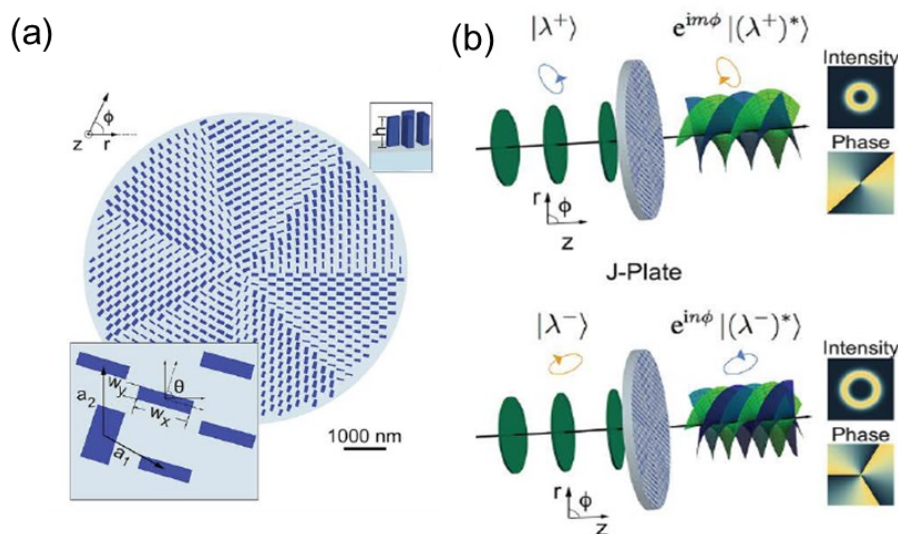 (a)
ϕ
z
r
h
a₂
w_y
θ
w_x
a₁
1000 nm
(b)
|λ⁺⟩
e^{imϕ} |(λ⁺)*⟩
Intensity
Phase
r
ϕ
z
J-Plate
|λ⁻⟩
e^{inϕ} |(λ⁻)*⟩
Intensity
Phase
r
ϕ
z